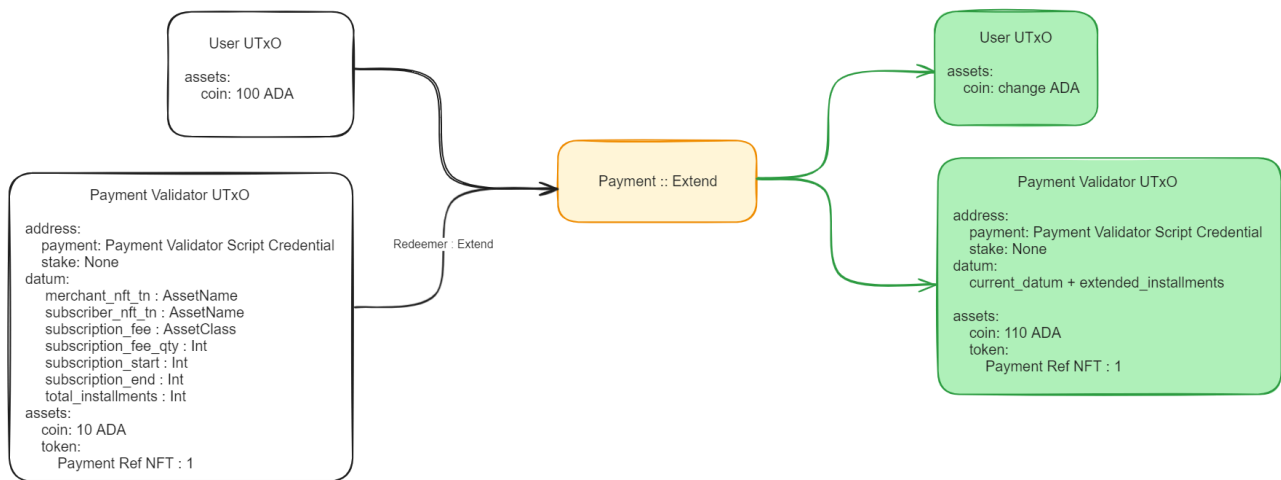 User UTxO
assets:
coin: 100 ADA
Payment Validator UTxO
address:
payment: Payment Validator Script Credential
stake: None
datum:
merchant_nft_tn : AssetName
subscriber_nft_tn : AssetName
subscription_fee : AssetClass
subscription_fee_qty : Int
subscription_start : Int
subscription_end : Int
total_installments : Int
assets:
coin: 10 ADA
token:
Payment Ref NFT : 1
Redeemer : Extend
Payment :: Extend
User UTxO
assets:
coin: change ADA
Payment Validator UTxO
address:
payment: Payment Validator Script Credential
stake: None
datum:
current_datum + extended_installments
assets:
coin: 110 ADA
token:
Payment Ref NFT : 1